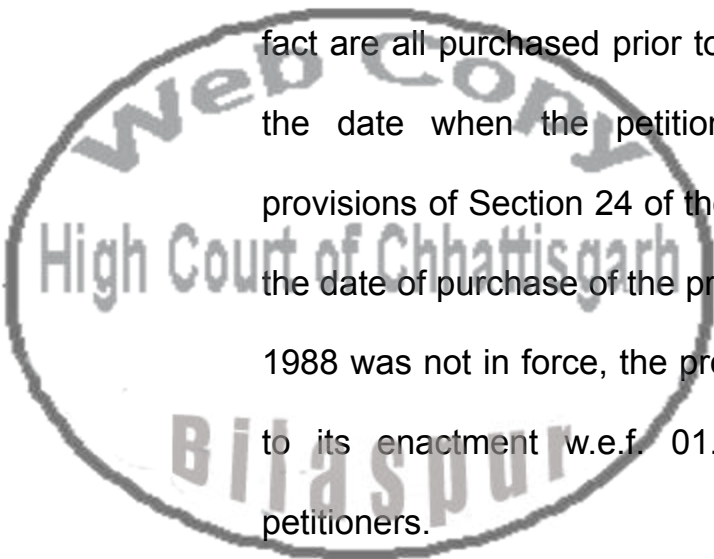 fact are all purchased prior to
Web Copy
the date when the petition
provisions of Section 24 of the
High Court of Chhattisgarh
the date of purchase of the pr
1988 was not in force, the pro
to its enactment w.e.f. 01.
Bilaspur
petitioners.